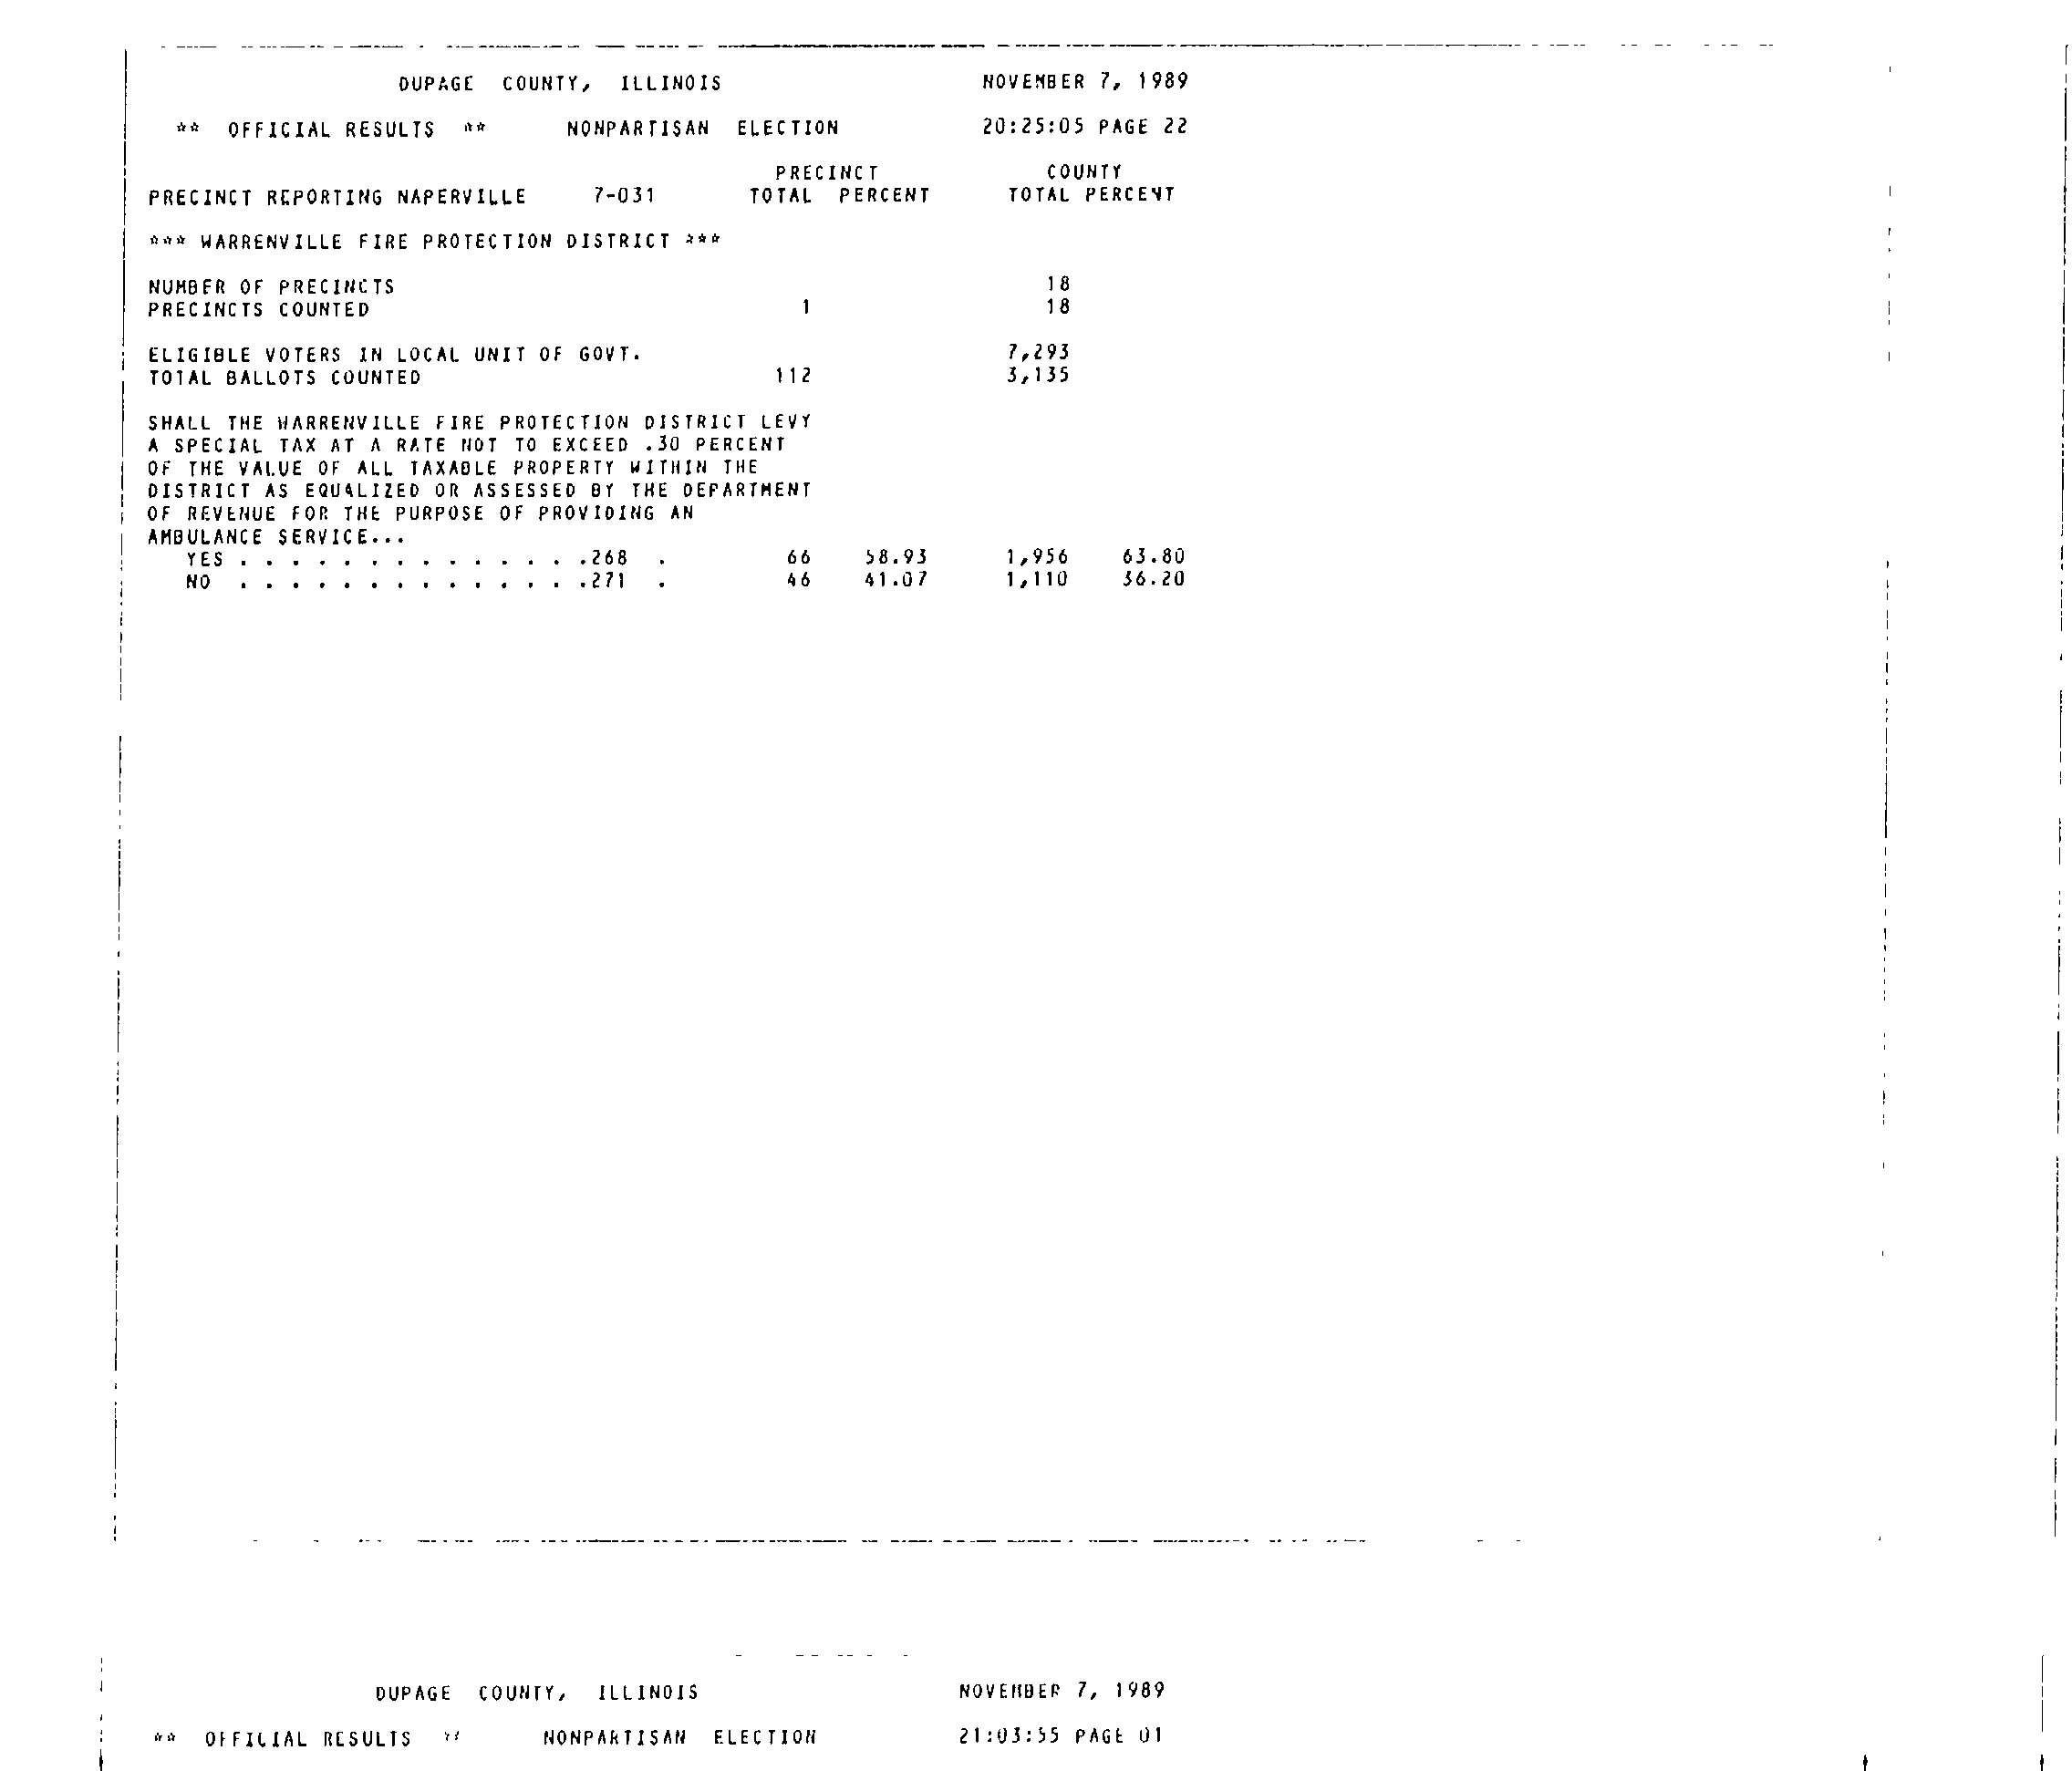 DUPAGE COUNTY, ILLINOIS NOVEMBER 7, 1989
** OFFICIAL RESULTS ** NONPARTISAN ELECTION 20:25:05 PAGE 22
PRECINCT COUNTY
PRECINCT REPORTING NAPERVILLE 7-031 TOTAL PERCENT TOTAL PERCENT
*** WARRENVILLE FIRE PROTECTION DISTRICT ***
NUMBER OF PRECINCTS 18
PRECINCTS COUNTED 1 18
ELIGIBLE VOTERS IN LOCAL UNIT OF GOVT. 7,293
TOTAL BALLOTS COUNTED 112 3,135
SHALL THE WARRENVILLE FIRE PROTECTION DISTRICT LEVY
A SPECIAL TAX AT A RATE NOT TO EXCEED .30 PERCENT
OF THE VALUE OF ALL TAXABLE PROPERTY WITHIN THE
DISTRICT AS EQUALIZED OR ASSESSED BY THE DEPARTMENT
OF REVENUE FOR THE PURPOSE OF PROVIDING AN
AMBULANCE SERVICE...
YES . . . . . . . . . . . . . .268 . 66 58.93 1,956 63.80
NO . . . . . . . . . . . . . .271 . 46 41.07 1,110 36.20
DUPAGE COUNTY, ILLINOIS NOVEMBER 7, 1989
** OFFICIAL RESULTS ** NONPARTISAN ELECTION 21:03:55 PAGE 01